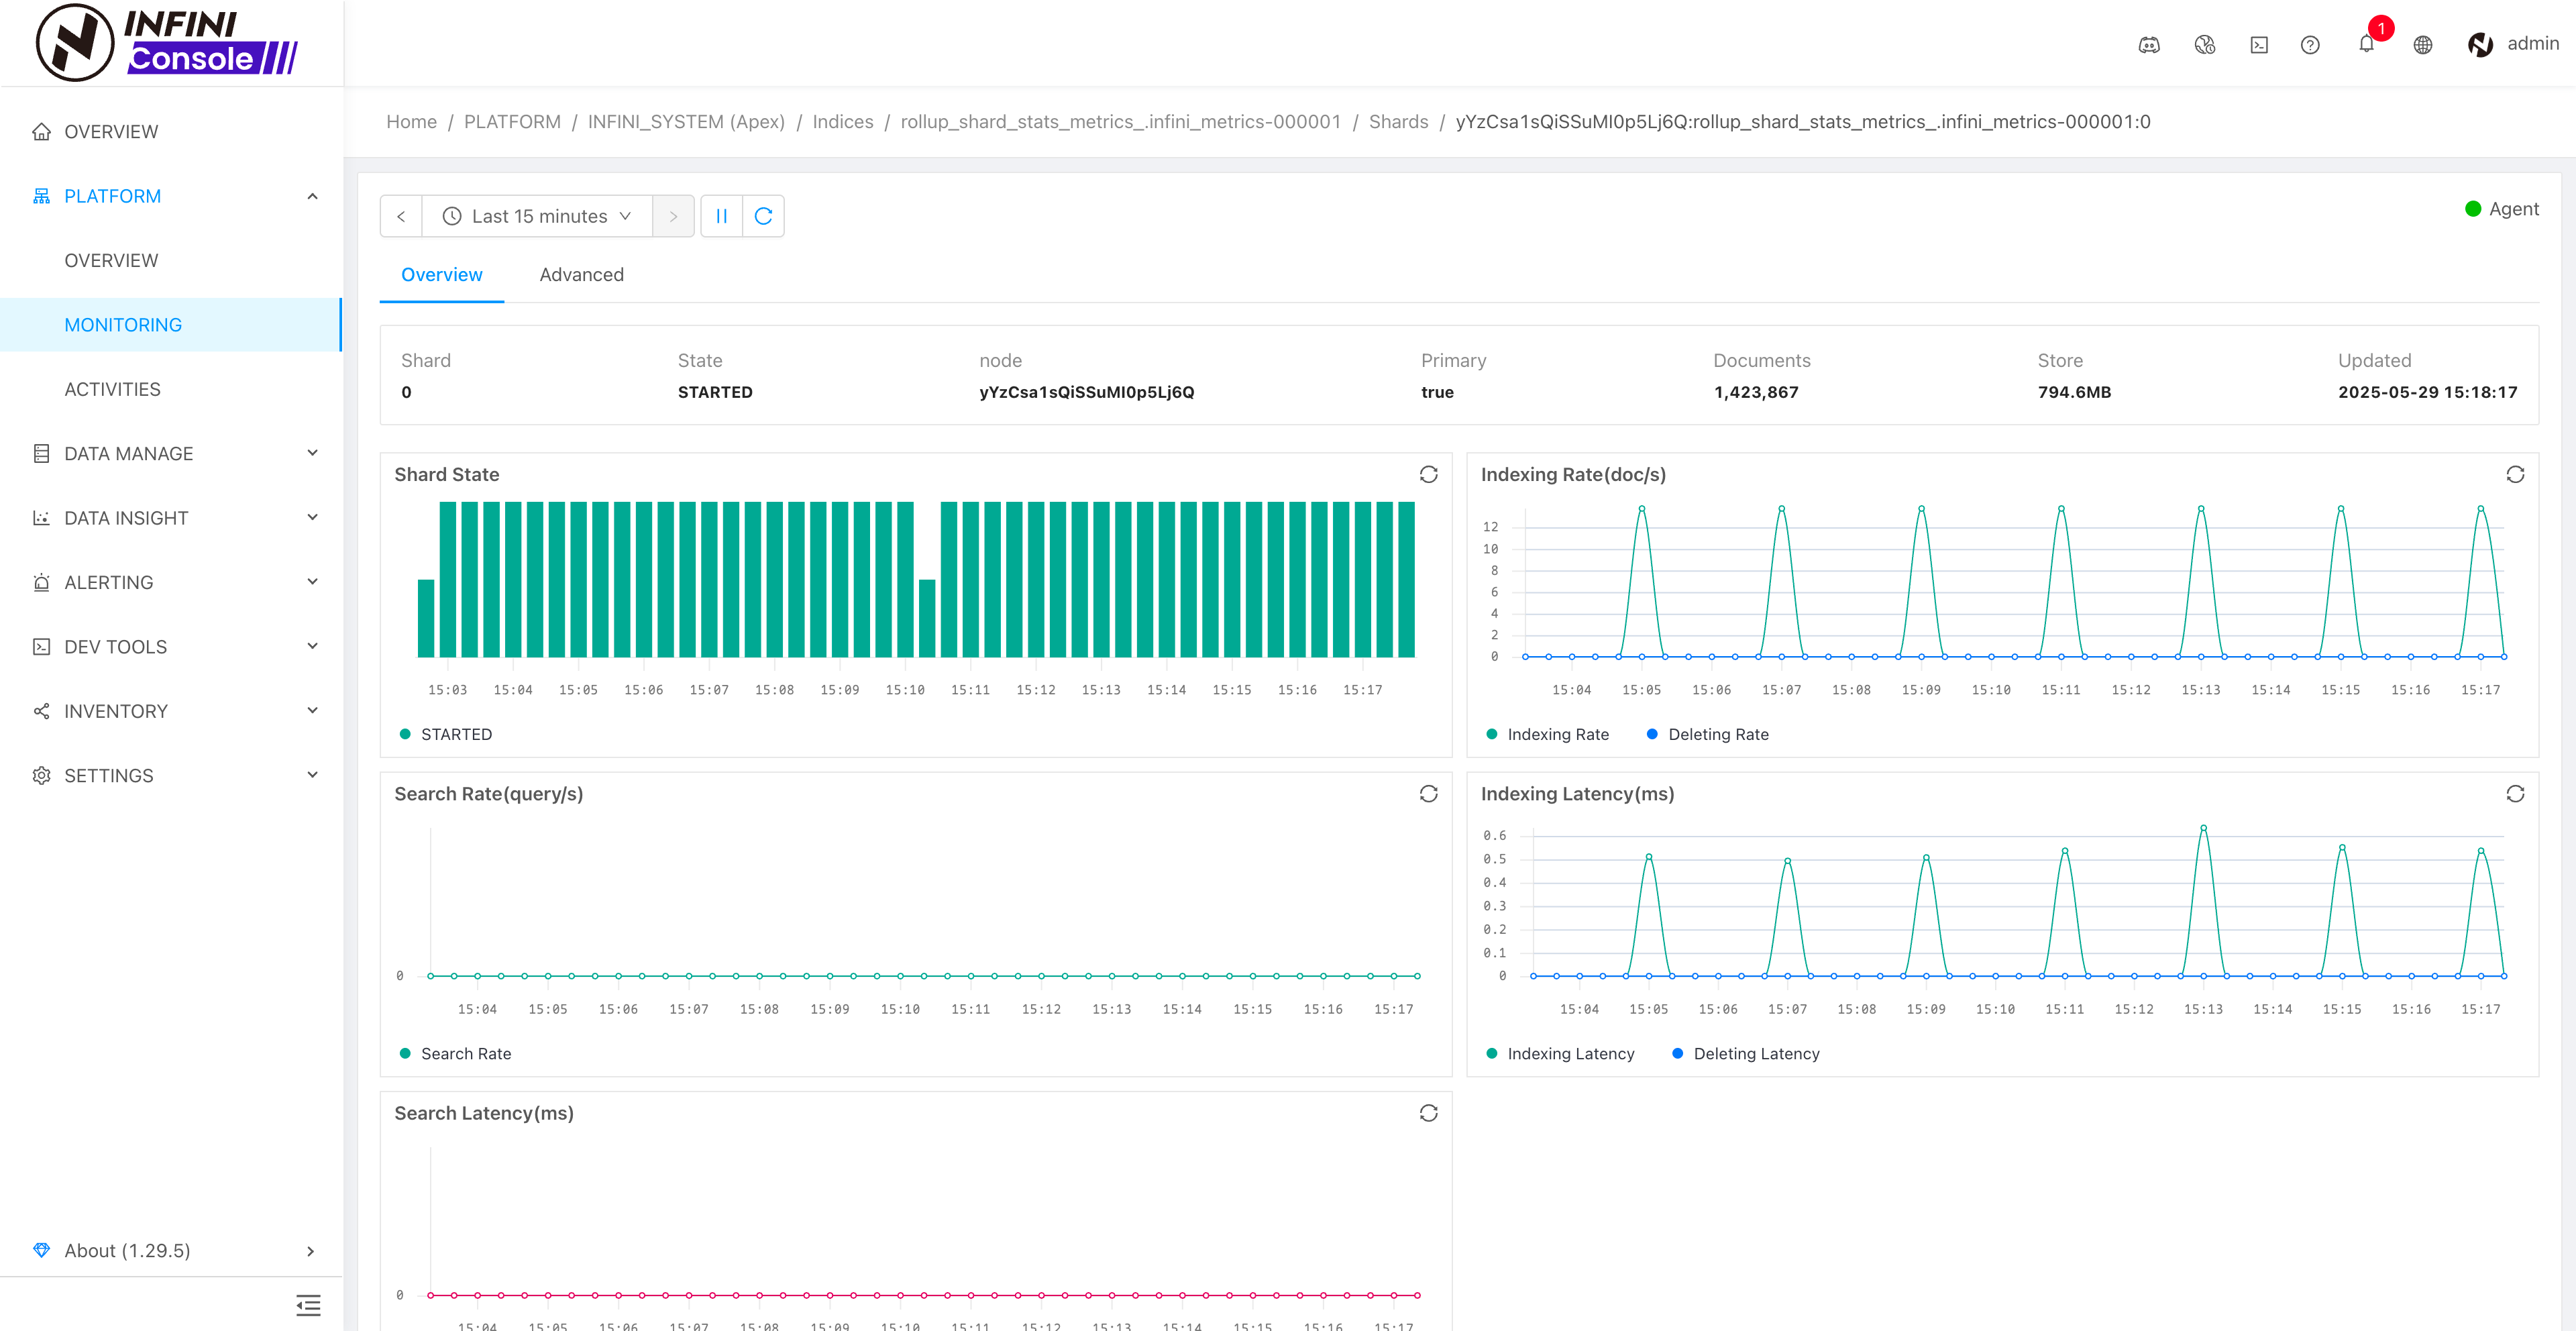 INFINI
Console
1
admin
OVERVIEW
PLATFORM
OVERVIEW
MONITORING
ACTIVITIES
DATA MANAGE
DATA INSIGHT
ALERTING
DEV TOOLS
INVENTORY
SETTINGS
About (1.29.5)
Home / PLATFORM / INFINI_SYSTEM (Apex) / Indices / rollup_shard_stats_metrics_.infini_metrics-000001 / Shards / yYzCsa1sQiSSuMI0p5Lj6Q:rollup_shard_stats_metrics_.infini_metrics-000001:0
Last 15 minutes
Agent
Overview Advanced
Shard State node Primary Documents Store Updated
0 STARTED yYzCsa1sQiSSuMI0p5Lj6Q true 1,423,867 794.6MB 2025-05-29 15:18:17
Shard State
15:03 15:04 15:05 15:06 15:07 15:08 15:09 15:10 15:11 15:12 15:13 15:14 15:15 15:16 15:17
STARTED
Indexing Rate(doc/s)
12
10
8
6
4
2
0
15:04 15:05 15:06 15:07 15:08 15:09 15:10 15:11 15:12 15:13 15:14 15:15 15:16 15:17
Indexing Rate Deleting Rate
Search Rate(query/s)
0
15:04 15:05 15:06 15:07 15:08 15:09 15:10 15:11 15:12 15:13 15:14 15:15 15:16 15:17
Search Rate
Indexing Latency(ms)
0.6
0.5
0.4
0.3
0.2
0.1
0
15:04 15:05 15:06 15:07 15:08 15:09 15:10 15:11 15:12 15:13 15:14 15:15 15:16 15:17
Indexing Latency Deleting Latency
Search Latency(ms)
0
15:04 15:05 15:06 15:07 15:08 15:09 15:10 15:11 15:12 15:13 15:14 15:15 15:16 15:17